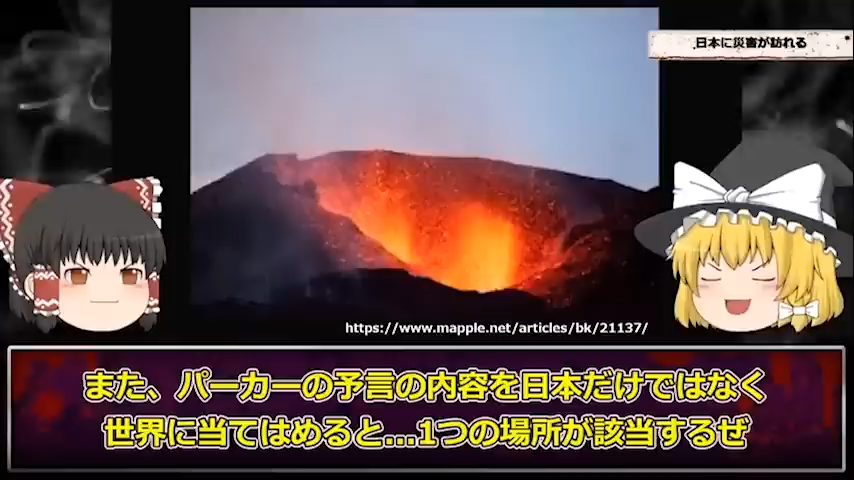 日本に災害が訪れる
https://www.mapple.net/articles/bk/21137/
また、パーカーの予言の内容を日本だけではなく
世界に当てはめると...1つの場所が該当するぜ